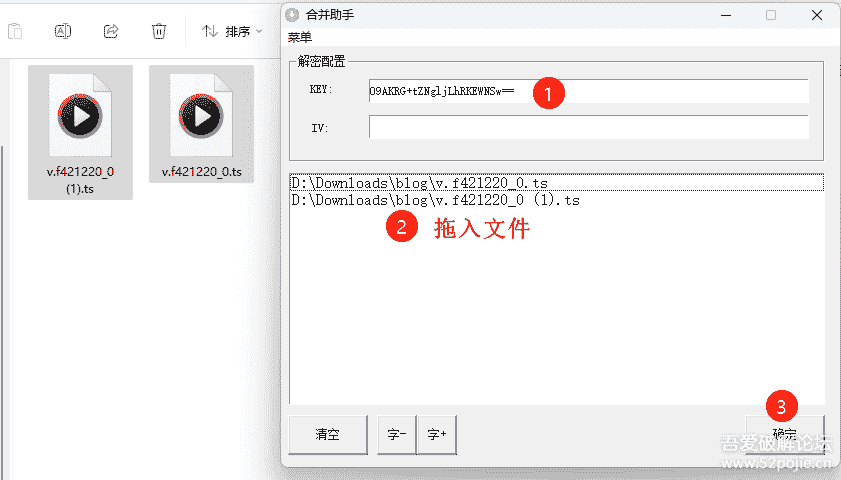 排序
v.f421220_0
(1).ts
v.f421220_0.ts
合并助手
菜单
解密配置
KEY:
O9AKRG+tZNgljLhRKEWNSw==
1
IV:
D:\Downloads\blog\v.f421220_0.ts
D:\Downloads\blog\v.f421220_0 (1).ts
2 拖入文件
3
清空
字-
字+
确定
吾爱破解论坛
www.52pojie.cn